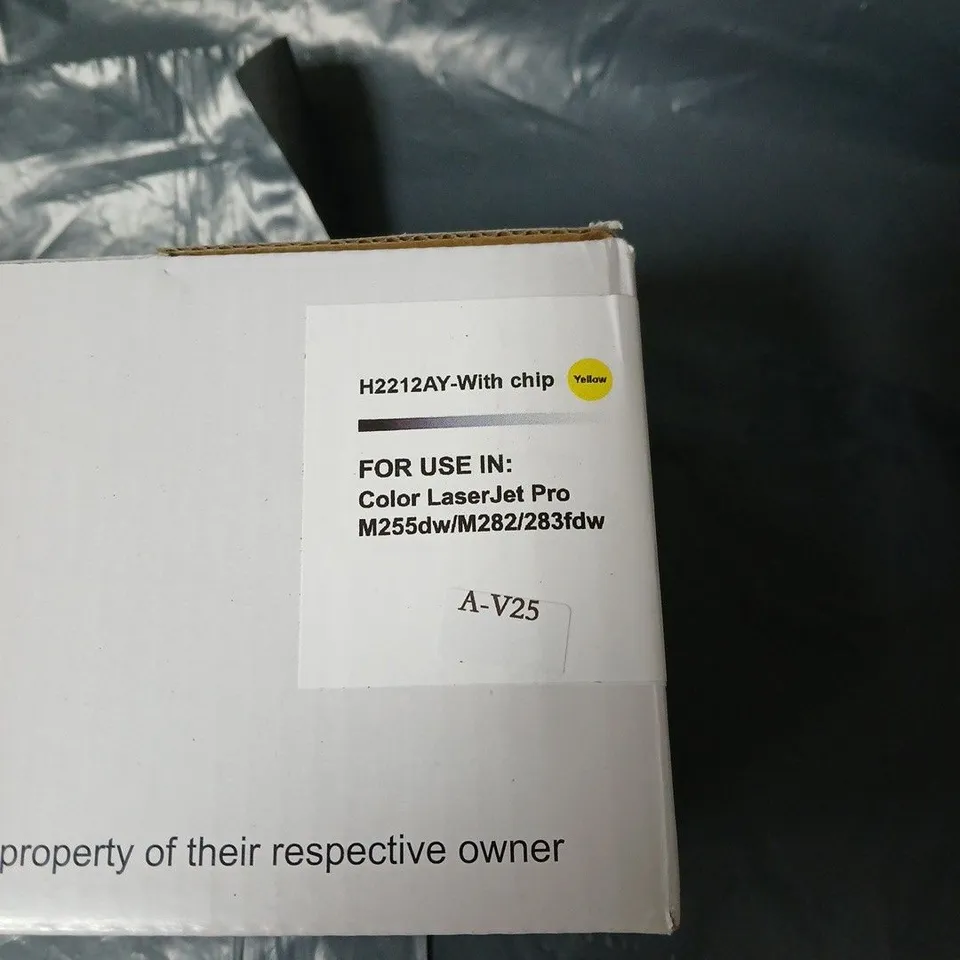 H2212AY-With chip
Yellow
FOR USE IN:
Color LaserJet Pro
M255dw/M282/283fdw
A-V25
property of their respective owner